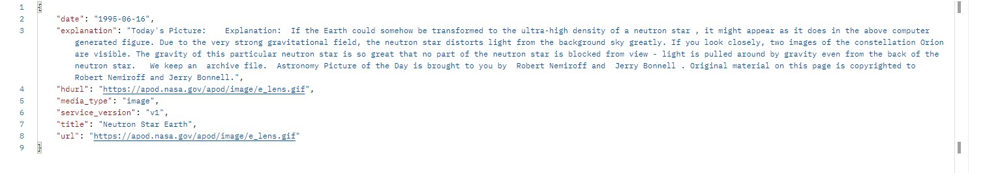 1 {
2 "date": "1995-06-16",
3 "explanation": "Today's Picture:    Explanation:  If the Earth could somehow be transformed to the ultra-high density of a neutron star , it might appear as it does in the above computer
generated figure. Due to the very strong gravitational field, the neutron star distorts light from the background sky greatly. If you look closely, two images of the constellation Orion
are visible. The gravity of this particular neutron star is so great that no part of the neutron star is blocked from view - light is pulled around by gravity even from the back of the
neutron star.   We keep an  archive file.  Astronomy Picture of the Day is brought to you by  Robert Nemiroff and  Jerry Bonnell . Original material on this page is copyrighted to
Robert Nemiroff and Jerry Bonnell.",
4 "hdurl": "https://apod.nasa.gov/apod/image/e_lens.gif",
5 "media_type": "image",
6 "service_version": "v1",
7 "title": "Neutron Star Earth",
8 "url": "https://apod.nasa.gov/apod/image/e_lens.gif"
9 }